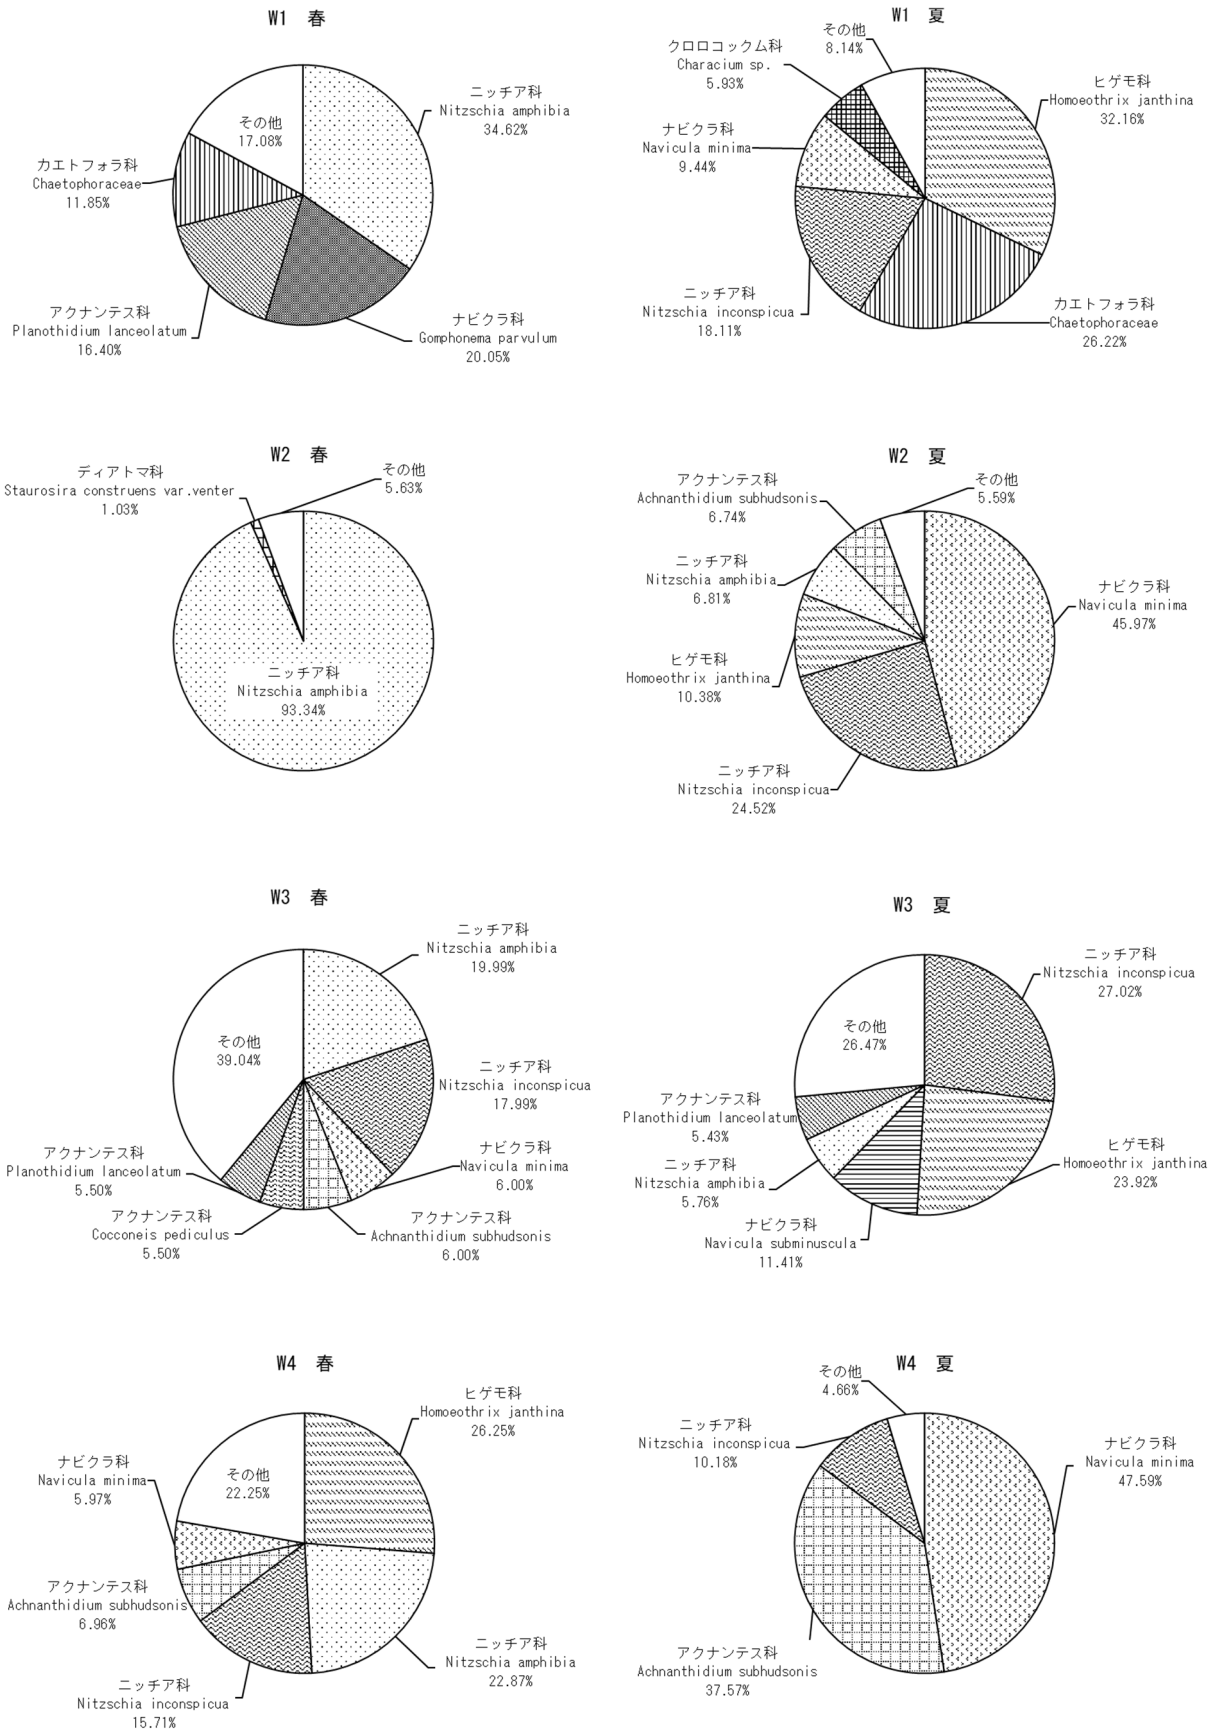 W1　春
ニッチア科
Nitzschia amphibia
34.62%
ナビクラ科
Gomphonema parvulum
20.05%
アクナンテス科
Planothidium lanceolatum
16.40%
カエトフォラ科
Chaetophoraceae
11.85%
その他
17.08%
W1　夏
ヒゲモ科
Homoeothrix janthina
32.16%
カエトフォラ科
Chaetophoraceae
26.22%
ニッチア科
Nitzschia inconspicua
18.11%
ナビクラ科
Navicula minima
9.44%
クロロコックム科
Characium sp.
5.93%
その他
8.14%
W2　春
ニッチア科
Nitzschia amphibia
93.34%
ディアトマ科
Staurosira construens var.venter
1.03%
その他
5.63%
W2　夏
ナビクラ科
Navicula minima
45.97%
ニッチア科
Nitzschia inconspicua
24.52%
ヒゲモ科
Homoeothrix janthina
10.38%
ニッチア科
Nitzschia amphibia
6.81%
アクナンテス科
Achnanthidium subhudsonis
6.74%
その他
5.59%
W3　春
ニッチア科
Nitzschia amphibia
19.99%
ニッチア科
Nitzschia inconspicua
17.99%
ナビクラ科
Navicula minima
6.00%
アクナンテス科
Achnanthidium subhudsonis
6.00%
アクナンテス科
Cocconeis pediculus
5.50%
アクナンテス科
Planothidium lanceolatum
5.50%
その他
39.04%
W3　夏
ニッチア科
Nitzschia inconspicua
27.02%
ヒゲモ科
Homoeothrix janthina
23.92%
ナビクラ科
Navicula subminuscula
11.41%
ニッチア科
Nitzschia amphibia
5.76%
アクナンテス科
Planothidium lanceolatum
5.43%
その他
26.47%
W4　春
ヒゲモ科
Homoeothrix janthina
26.25%
ニッチア科
Nitzschia amphibia
22.87%
ニッチア科
Nitzschia inconspicua
15.71%
アクナンテス科
Achnanthidium subhudsonis
6.96%
ナビクラ科
Navicula minima
5.97%
その他
22.25%
W4　夏
ナビクラ科
Navicula minima
47.59%
アクナンテス科
Achnanthidium subhudsonis
37.57%
ニッチア科
Nitzschia inconspicua
10.18%
その他
4.66%